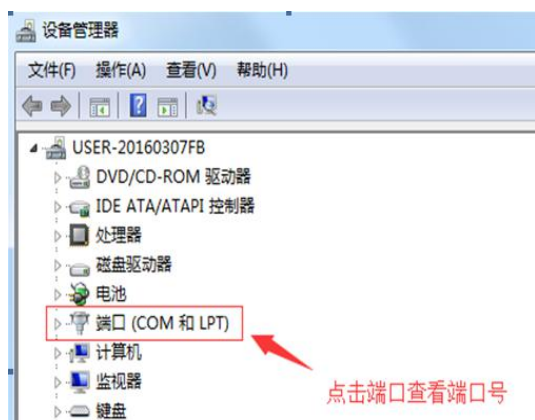 设备管理器
文件(F) 操作(A) 查看(V) 帮助(H)
USER-20160307FB
DVD/CD-ROM 驱动器
IDE ATA/ATAPI 控制器
处理器
磁盘驱动器
电池
端口 (COM 和 LPT)
计算机
监视器
点击端口查看端口号
键盘